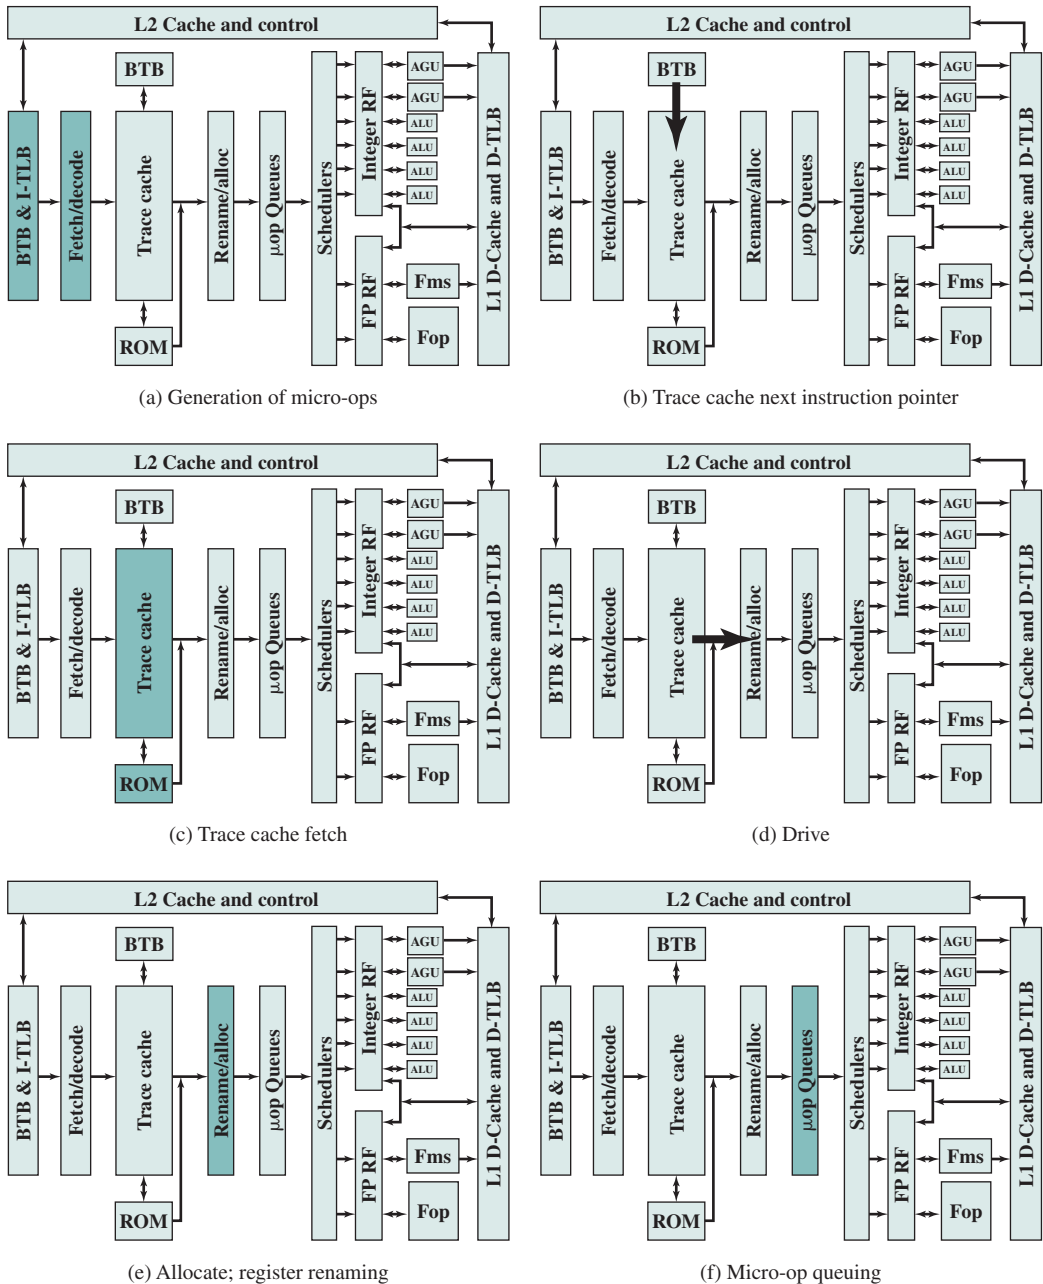 L2 Cache and control
BTB
BTB & I-TLB
Fetch/decode
Trace cache
ROM
Rename/alloc
μop Queues
Schedulers
Integer RF
FP RF
AGU
AGU
ALU
ALU
ALU
ALU
Fms
Fop
L1 D-Cache and D-TLB
(a) Generation of micro-ops
L2 Cache and control
BTB
BTB & I-TLB
Fetch/decode
Trace cache
ROM
Rename/alloc
μop Queues
Schedulers
Integer RF
FP RF
AGU
AGU
ALU
ALU
ALU
ALU
Fms
Fop
L1 D-Cache and D-TLB
(b) Trace cache next instruction pointer
L2 Cache and control
BTB
BTB & I-TLB
Fetch/decode
Trace cache
ROM
Rename/alloc
μop Queues
Schedulers
Integer RF
FP RF
AGU
AGU
ALU
ALU
ALU
ALU
Fms
Fop
L1 D-Cache and D-TLB
(c) Trace cache fetch
L2 Cache and control
BTB
BTB & I-TLB
Fetch/decode
Trace cache
ROM
Rename/alloc
μop Queues
Schedulers
Integer RF
FP RF
AGU
AGU
ALU
ALU
ALU
ALU
Fms
Fop
L1 D-Cache and D-TLB
(d) Drive
L2 Cache and control
BTB
BTB & I-TLB
Fetch/decode
Trace cache
ROM
Rename/alloc
μop Queues
Schedulers
Integer RF
FP RF
AGU
AGU
ALU
ALU
ALU
ALU
Fms
Fop
L1 D-Cache and D-TLB
(e) Allocate; register renaming
L2 Cache and control
BTB
BTB & I-TLB
Fetch/decode
Trace cache
ROM
Rename/alloc
μop Queues
Schedulers
Integer RF
FP RF
AGU
AGU
ALU
ALU
ALU
ALU
Fms
Fop
L1 D-Cache and D-TLB
(f) Micro-op queuing